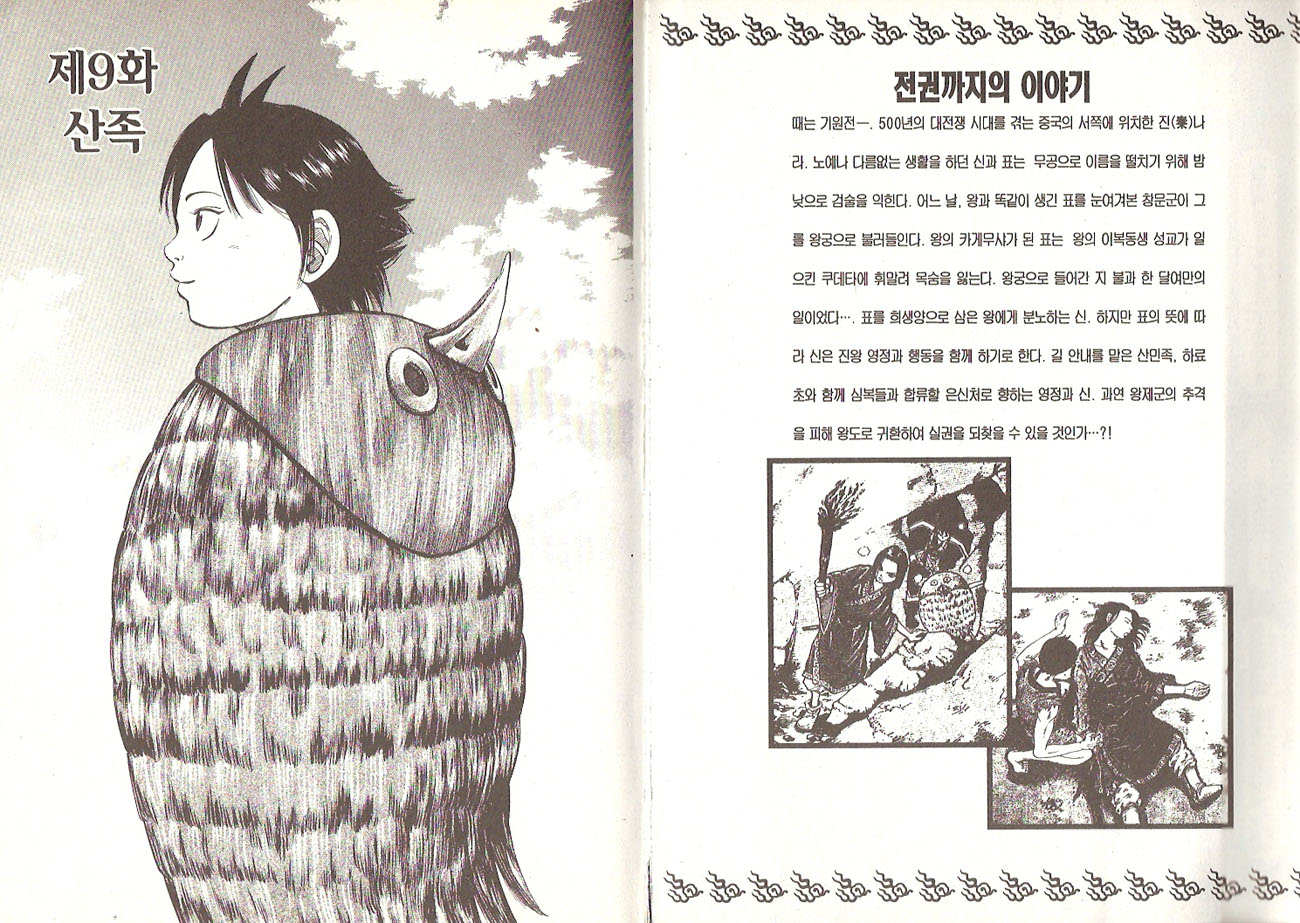 제9화
산족
전권까지의 이야기
때는 기원전─. 500년의 대전쟁 시대를 겪는 중국의 서쪽에 위치한 진(秦)나
라. 노예나 다름없는 생활을 하던 신과 표는 무공으로 이름을 떨치기 위해 밤
낮으로 검술을 익힌다. 어느 날, 왕과 똑같이 생긴 표를 눈여겨본 창문군이 그
를 왕궁으로 불러들인다. 왕의 카게무샤가 된 표는 왕의 이복동생 성교가 일
으킨 쿠데타에 휘말려 목숨을 잃는다. 왕궁으로 들어간 지 불과 한 달여만의
일이었다…. 표를 희생양으로 삼은 왕에게 분노하는 신. 하지만 표의 뜻에 따
라 신은 진왕 영정과 행동을 함께 하기로 한다. 길 안내를 맡은 산민족, 하료
초와 함께 심복들과 합류할 은신처로 향하는 영정과 신. 과연 왕제군의 추격
을 피해 왕도로 귀환하여 실권을 되찾을 수 있을 것인가…?!